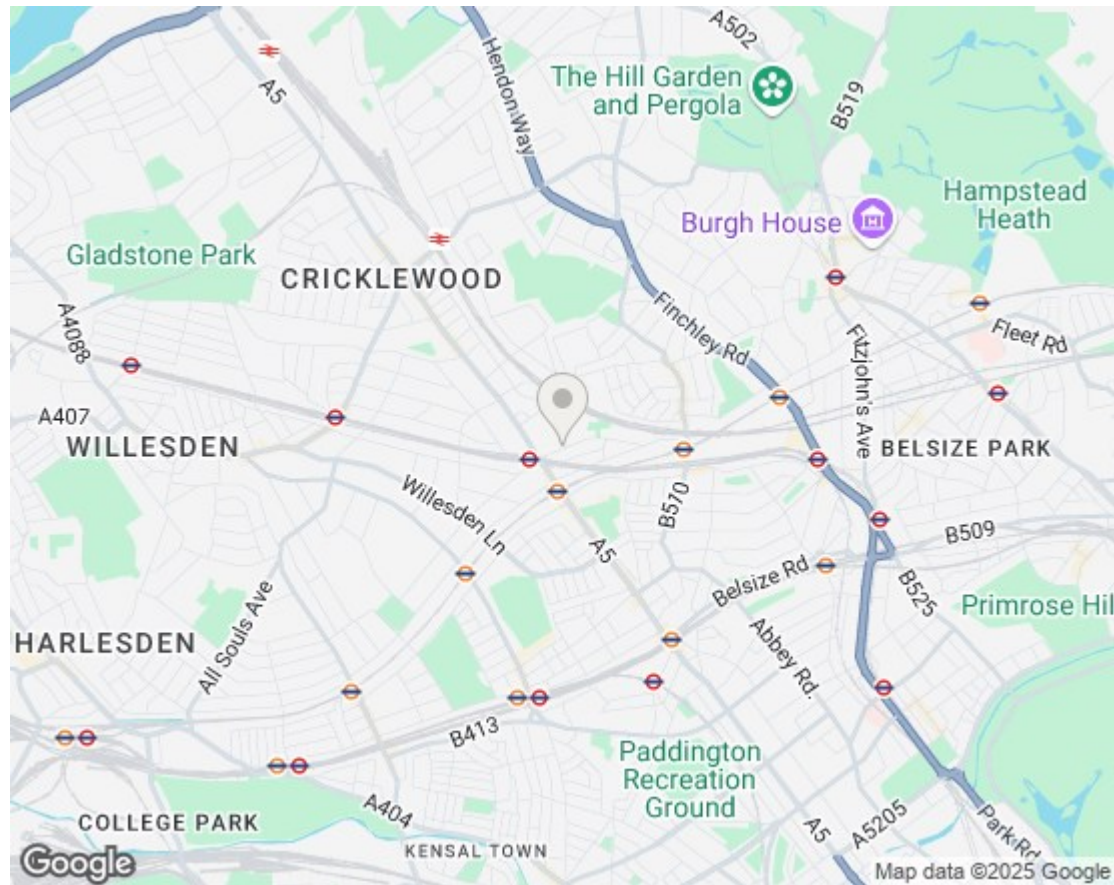 A502
Hendon Way
The Hill Garden
and Pergola
B519
A5
Hampstead
Heath
Burgh House
Gladstone Park
CRICKLEWOOD
A4088
Finchley Rd
Fleet Rd
Fitzjohn's Ave
A407
WILLESDEN
BELSIZE PARK
Willesden Ln
B510
A5
B509
Belsize Rd
B525
Primrose Hil
All Souls Ave
HARLESDEN
Abbey Rd.
B413
Paddington
Recreation
Ground
A404
COLLEGE PARK
KENSAL TOWN
A5
A5205
Park Rd
Google
Map data ©2025 Google